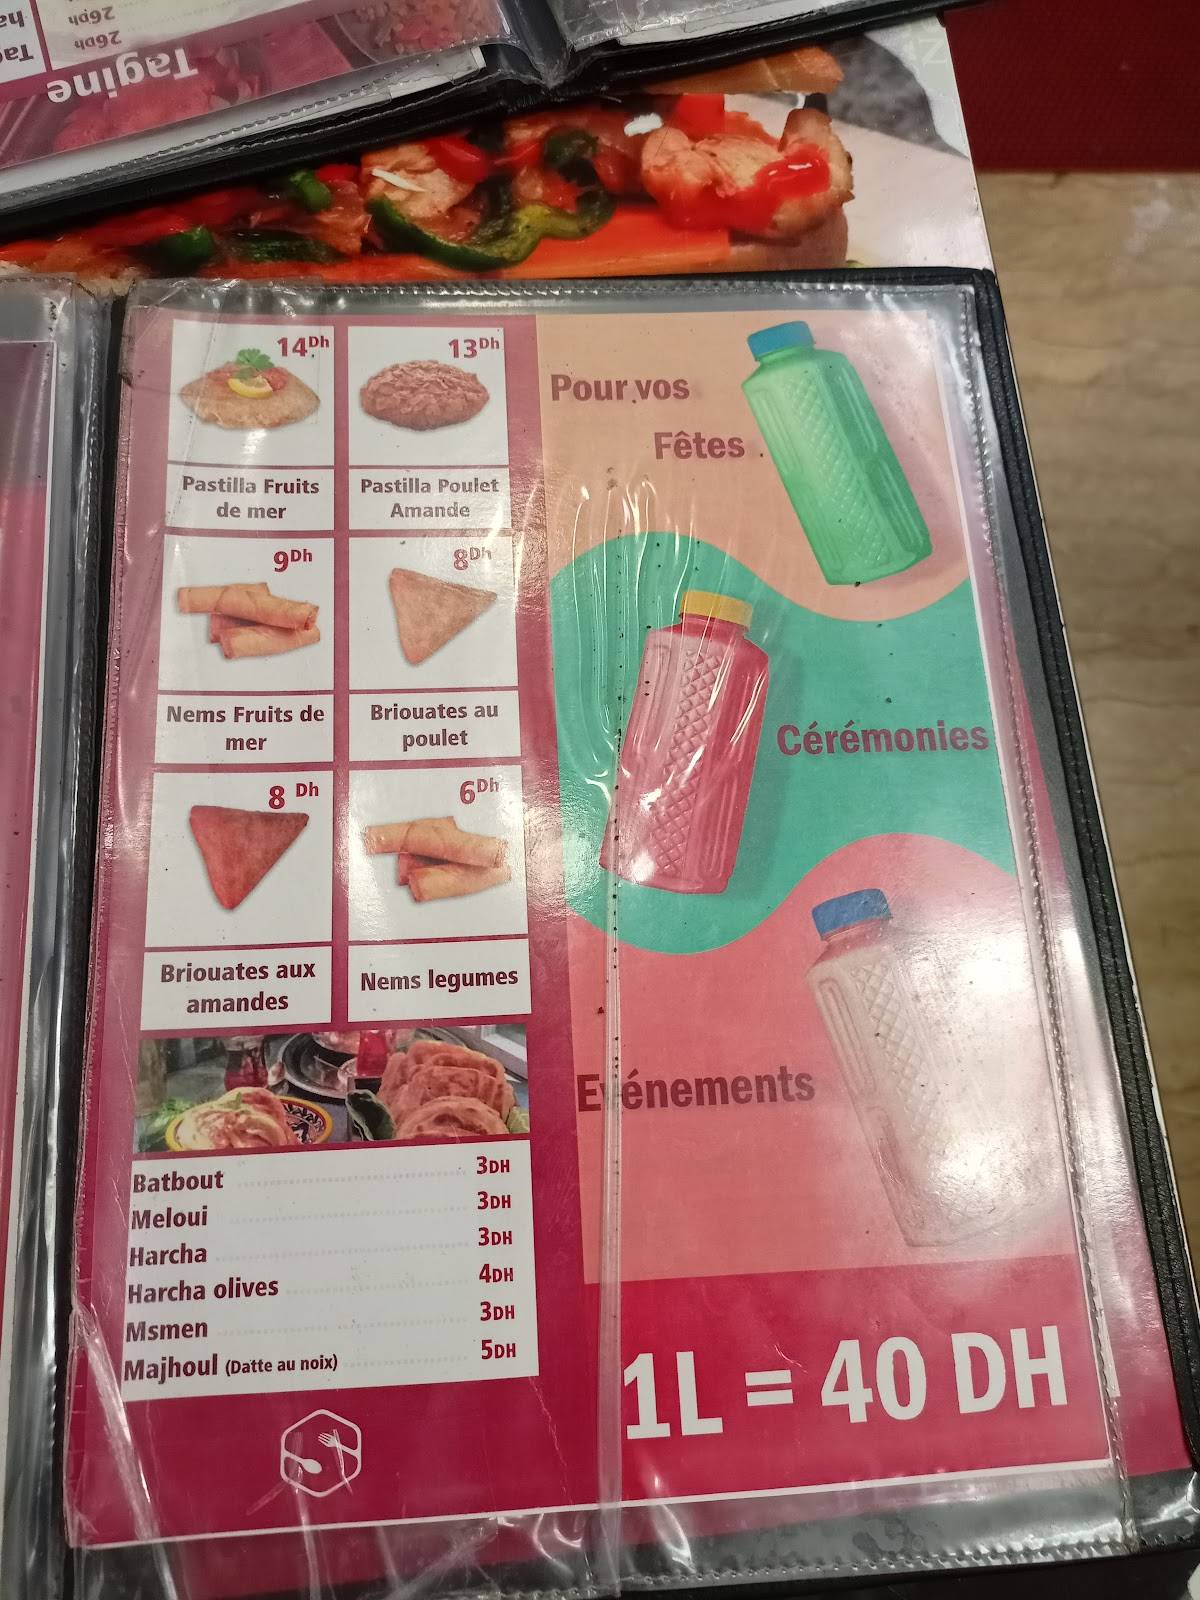 Tagine
26Dh
26Dh
14Dh
Pastilla Fruits
de mer
13Dh
Pastilla Poulet
Amande
9Dh
Nems Fruits de
mer
8Dh
Briouates au
poulet
8 Dh
Briouates aux
amandes
6Dh
Nems legumes
Batbout 3DH
Meloui 3DH
Harcha 3DH
Harcha olives 4DH
Msmen 3DH
Majhoul (Datte au noix) 5DH
Pour vos
Fêtes
Cérémonies
Evénements
1L = 40 DH